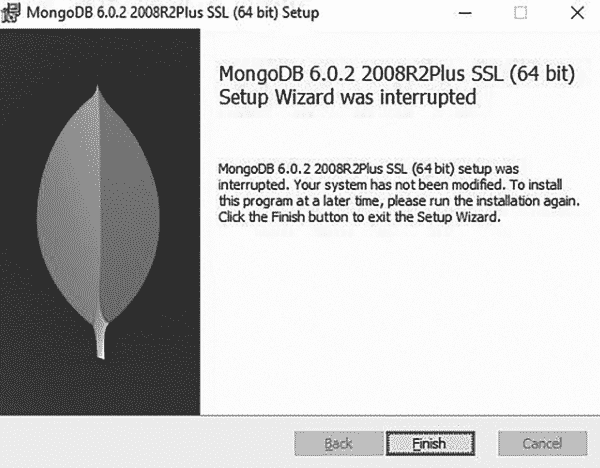 MongoDB 6.0.2 2008R2Plus SSL (64 bit) Setup
MongoDB 6.0.2 2008R2Plus SSL (64 bit)
Setup Wizard was interrupted
MongoDB 6.0.2 2008R2Plus SSL (64 bit) setup was
interrupted. Your system has not been modified. To install
this program at a later time, please run the installation again.
Click the Finish button to exit the Setup Wizard.
Back
Finish
Cancel